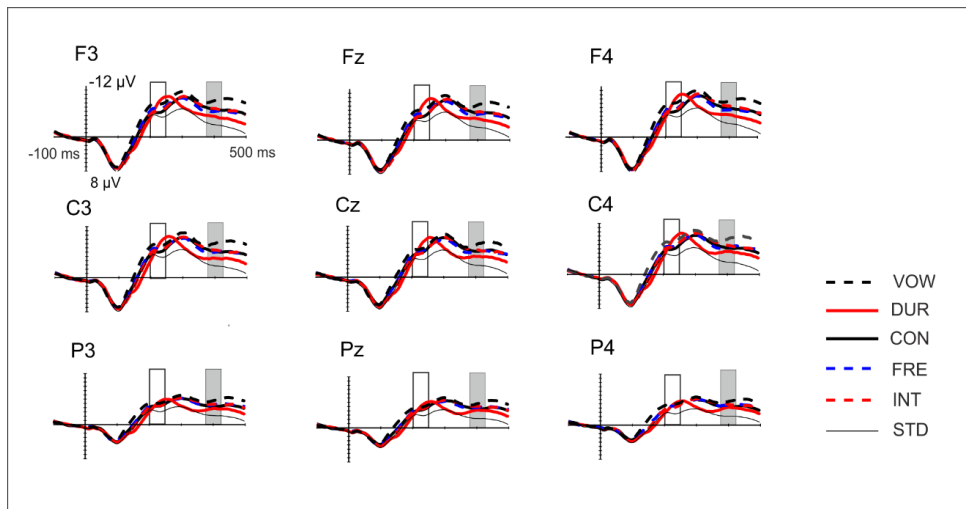 F3
Fz
F4
-12 µV
-100 ms
500 ms
8 µV
C3
Cz
C4
P3
Pz
P4
VOW
DUR
CON
FRE
INT
STD